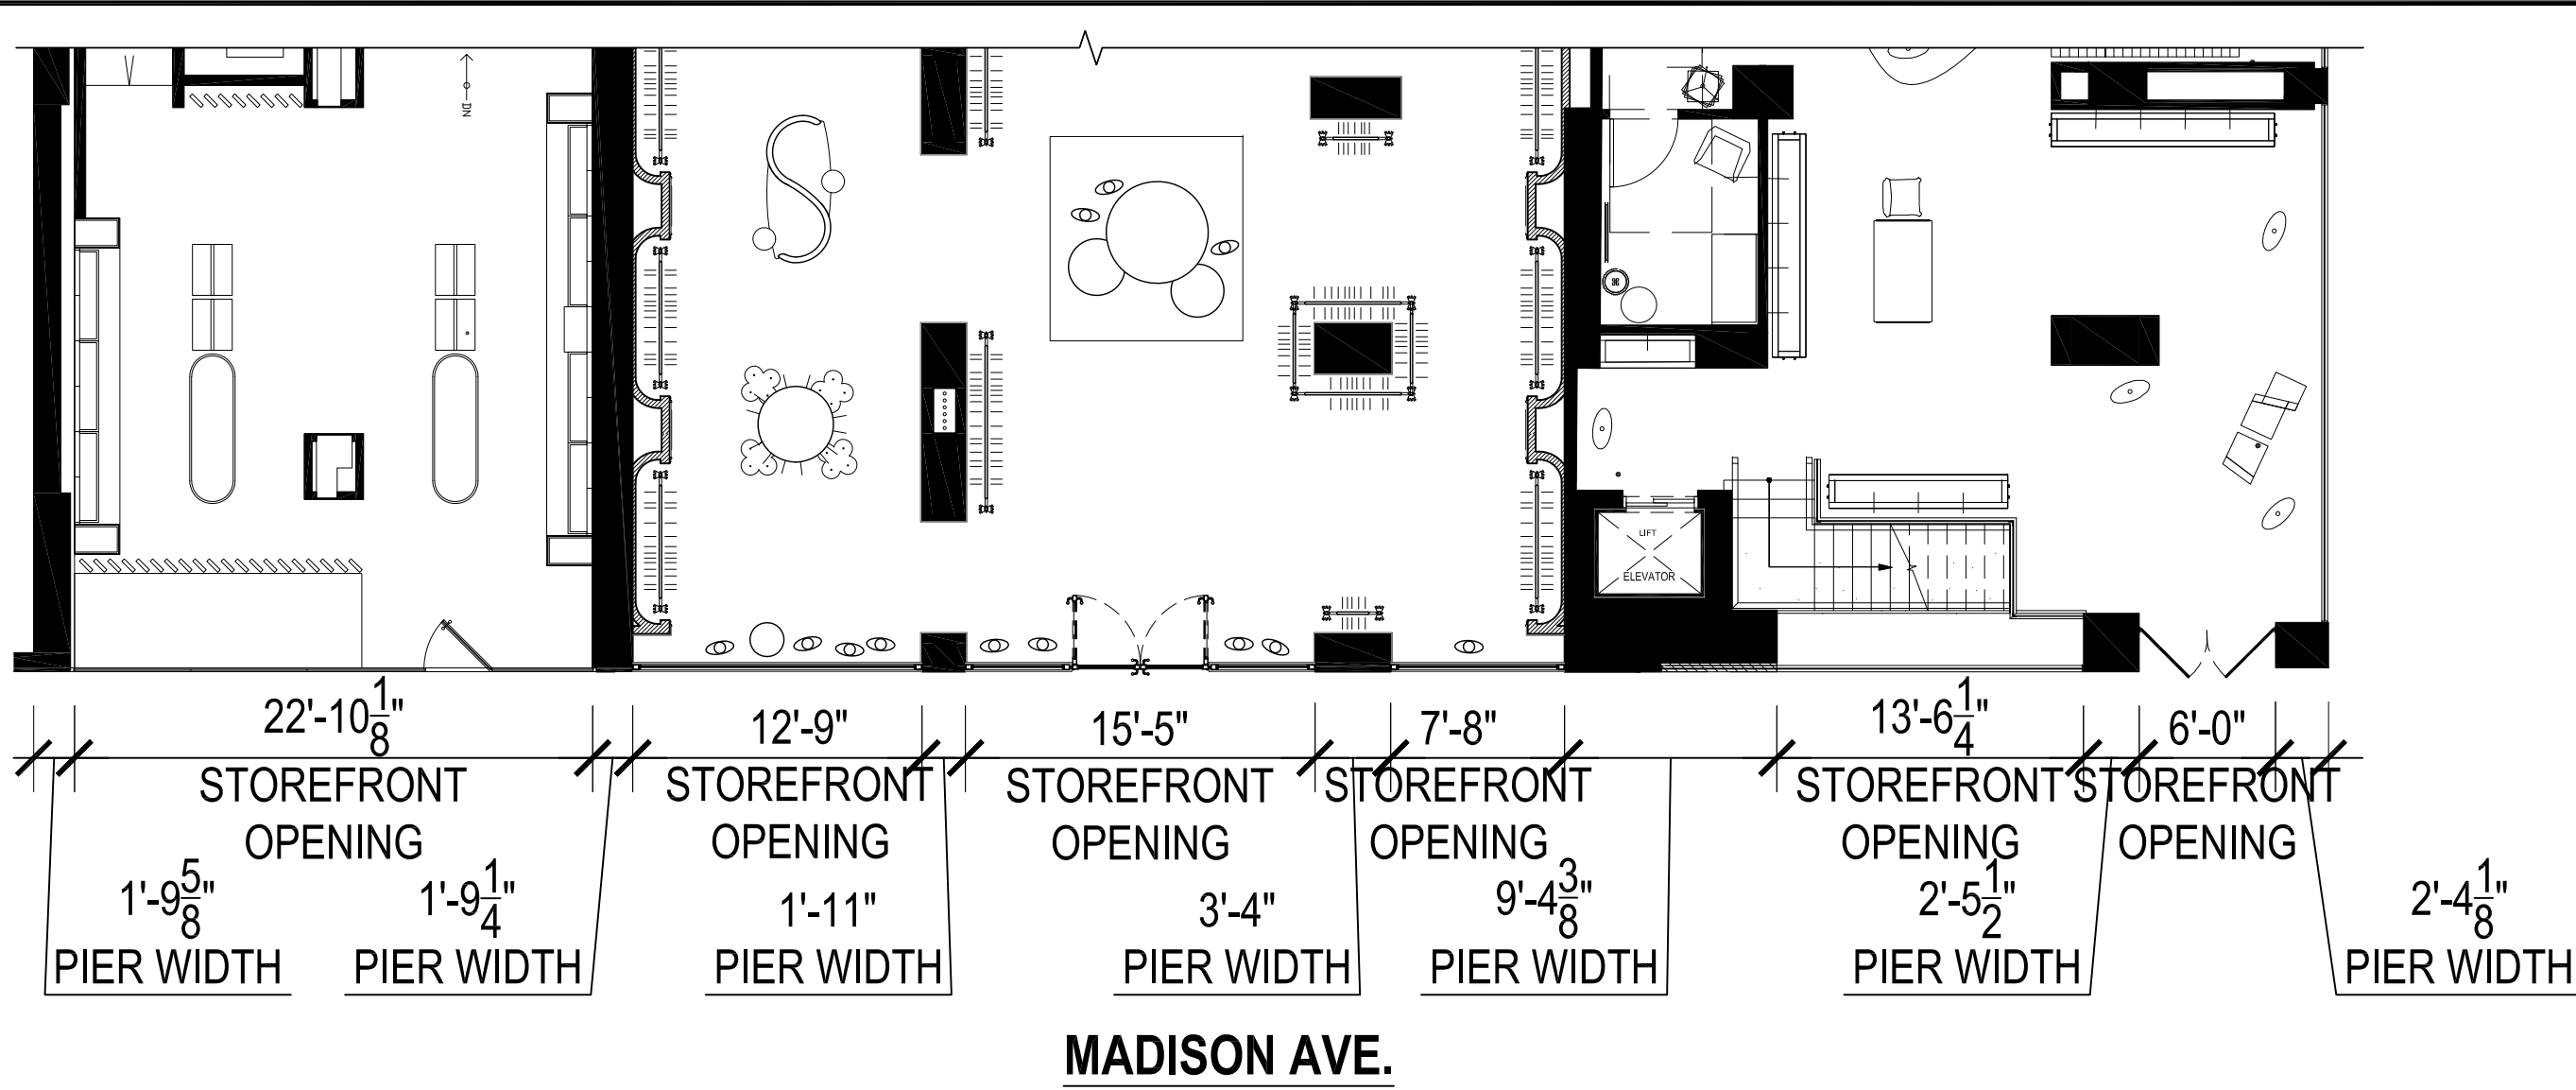 DN
LIFT
ELEVATOR
22'-10 1/8"
12'-9"
15'-5"
7'-8"
13'-6 1/4"
6'-0"
STOREFRONT
OPENING
STOREFRONT
OPENING
STOREFRONT
OPENING
STOREFRONT
OPENING
STOREFRONT
OPENING
STOREFRONT
OPENING
1'-9 5/8"
PIER WIDTH
1'-9 1/4"
PIER WIDTH
1'-11"
PIER WIDTH
3'-4"
PIER WIDTH
9'-4 3/8"
PIER WIDTH
2'-5 1/2"
PIER WIDTH
2'-4 1/8"
PIER WIDTH
MADISON AVE.